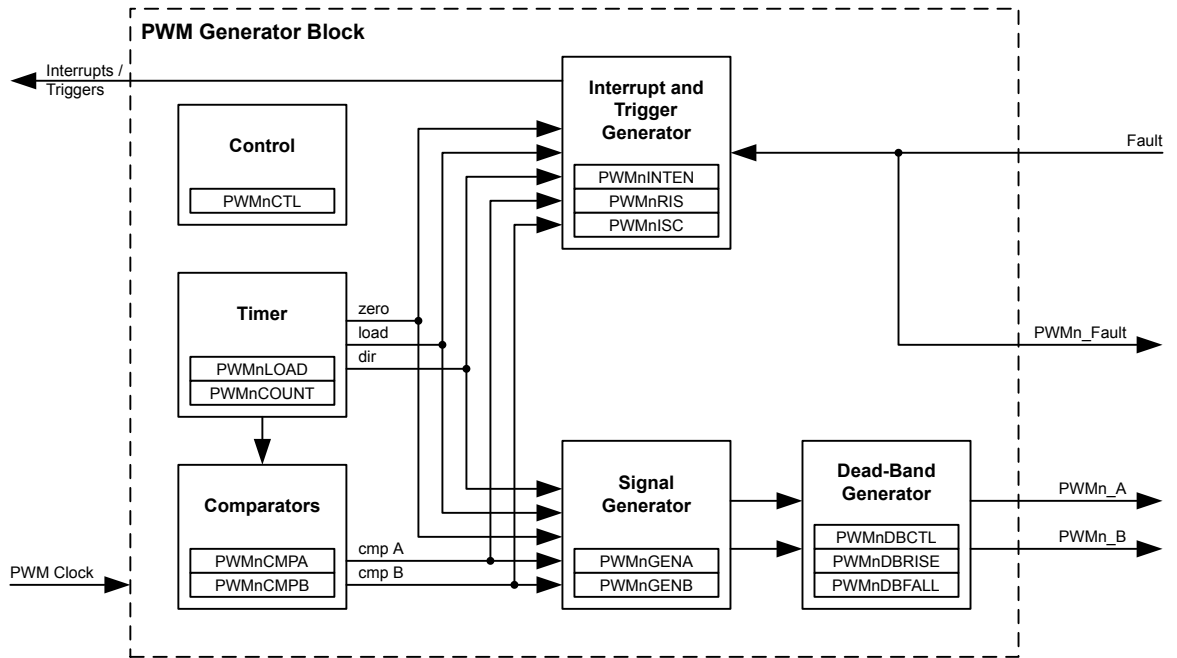 PWM Generator Block
Interrupts /
Triggers
Control
PWMnCTL
Interrupt and
Trigger
Generator
PWMnINTEN
PWMnRIS
PWMnISC
Fault
Timer
PWMnLOAD
PWMnCOUNT
zero
load
dir
PWMn_Fault
Comparators
PWMnCMPA
PWMnCMPB
cmp A
cmp B
PWM Clock
Signal
Generator
PWMnGENA
PWMnGENB
Dead-Band
Generator
PWMnDBCTL
PWMnDBRISE
PWMnDBFALL
PWMn_A
PWMn_B